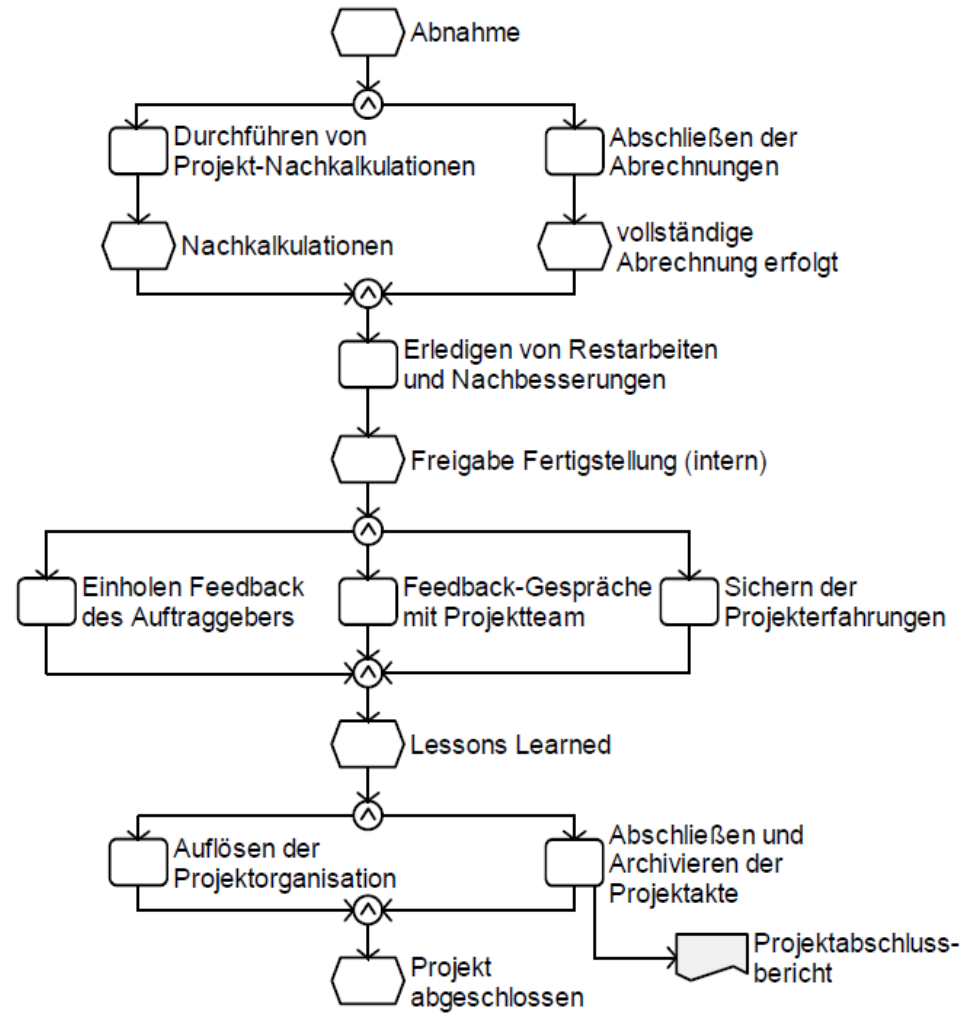 Abnahme
Durchführen von
Projekt-Nachkalkulationen
Abschließen der
Abrechnungen
Nachkalkulationen
vollständige
Abrechnung erfolgt
Erledigen von Restarbeiten
und Nachbesserungen
Freigabe Fertigstellung (intern)
Einholen Feedback
des Auftraggebers
Feedback-Gespräche
mit Projektteam
Sichern der
Projekterfahrungen
Lessons Learned
Auflösen der
Projektorganisation
Abschließen und
Archivieren der
Projektakte
Projektabschluss-
bericht
Projekt
abgeschlossen